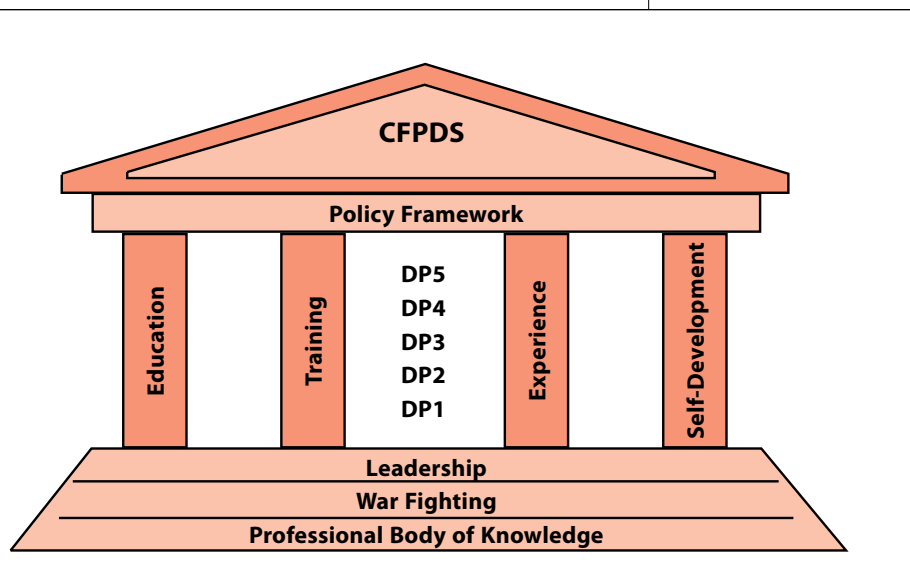 CFPDS
Policy Framework
Education
Training
DP5
DP4
DP3
DP2
DP1
Experience
Self-Development
Leadership
War Fighting
Professional Body of Knowledge